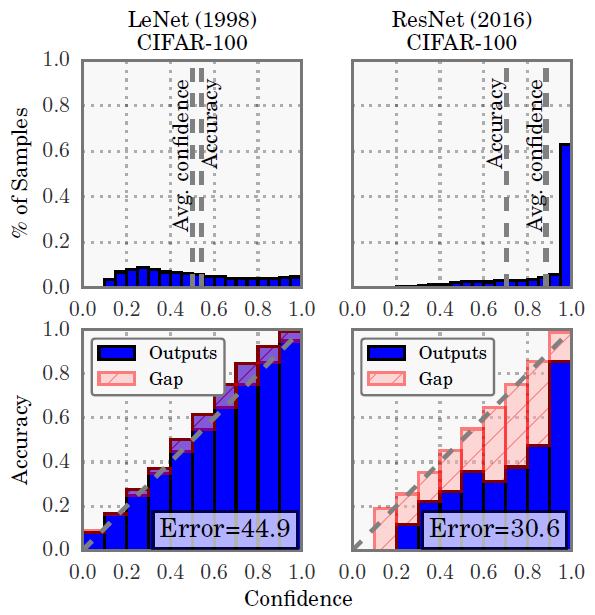 LeNet (1998)
CIFAR-100
ResNet (2016)
CIFAR-100
% of Samples
1.0
0.8
0.6
0.4
0.2
0.0
Avg. confidence
Accuracy
0.0 0.2 0.4 0.6 0.8 1.0
Accuracy
Avg. confidence
0.0 0.2 0.4 0.6 0.8 1.0
Accuracy
1.0
0.8
0.6
0.4
0.2
0.0
Outputs
Gap
Error=44.9
0.0 0.2 0.4 0.6 0.8 1.0
Outputs
Gap
Error=30.6
0.0 0.2 0.4 0.6 0.8 1.0
Confidence